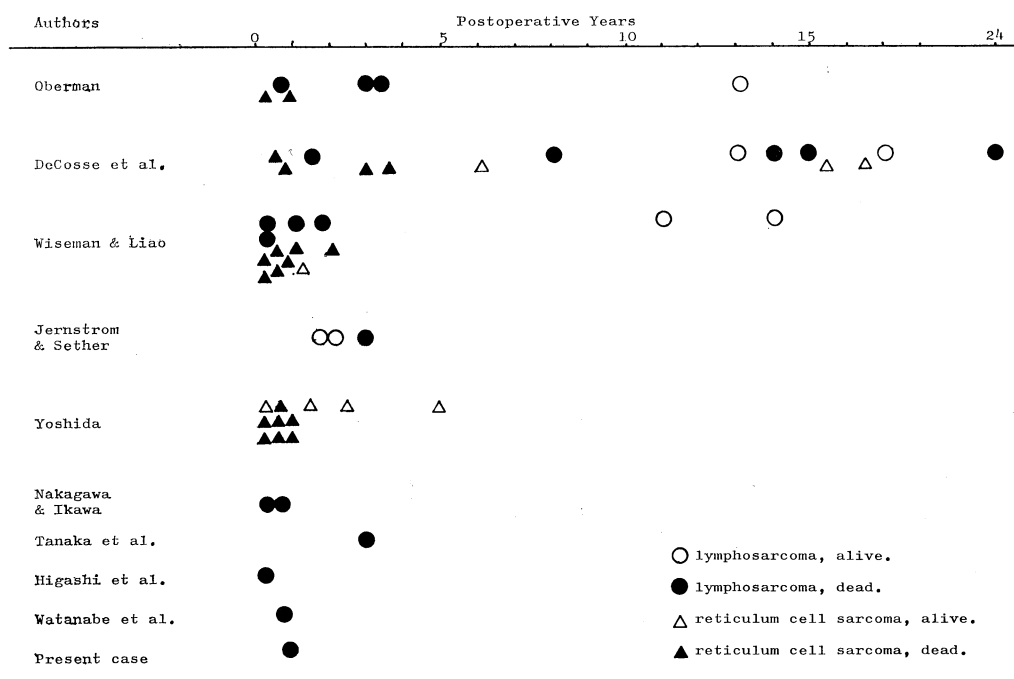 Authors
Postoperative Years
0 5 10 15 24
Oberman
DeCosse et al.
Wiseman & Liao
Jernstrom
& Sether
Yoshida
Nakagawa
& Ikawa
Tanaka et al.
Higashi et al.
Watanabe et al.
Present case
lymphosarcoma, alive.
lymphosarcoma, dead.
reticulum cell sarcoma, alive.
reticulum cell sarcoma, dead.